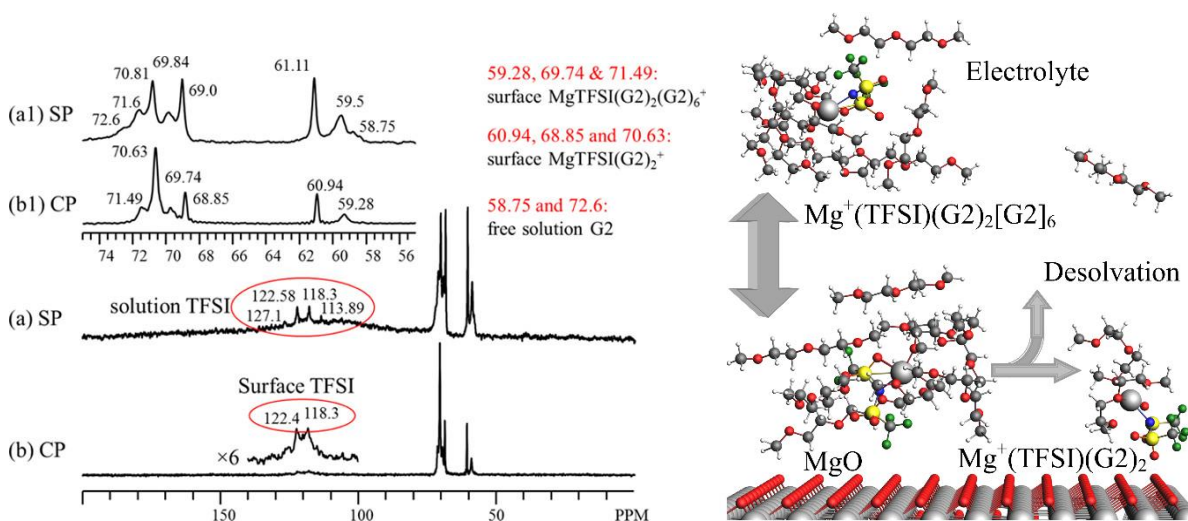 70.81
69.84
61.11
71.6
69.0
59.5
72.6
58.75
(a1) SP
70.63
69.74
60.94
71.49
68.85
59.28
(b1) CP
72 70 68 66 64 62 60 58 56
59.28, 69.74 & 71.49:
surface MgTFSI(G2)₂(G2)₆⁺
60.94, 68.85 and 70.63:
surface MgTFSI(G2)₂⁺
58.75 and 72.6:
free solution G2
solution TFSI
122.58 118.3
127.1 113.89
(a) SP
Surface TFSI
122.4 118.3
×6
(b) CP
150 100 50 PPM
Electrolyte
Mg⁺(TFSI)(G2)₂[G2]₆
Desolvation
MgO
Mg⁺(TFSI)(G2)₂